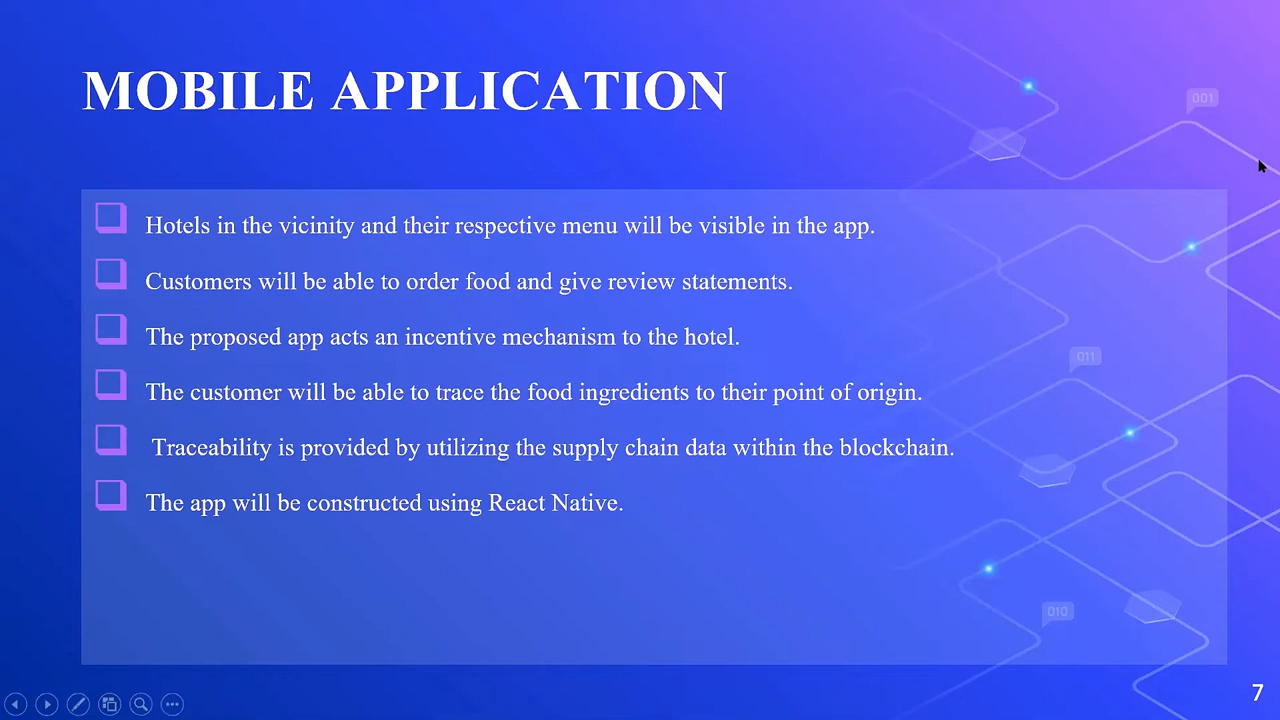 MOBILE APPLICATION
001
Hotels in the vicinity and their respective menu will be visible in the app.
Customers will be able to order food and give review statements.
The proposed app acts an incentive mechanism to the hotel.
011
The customer will be able to trace the food ingredients to their point of origin.
Traceability is provided by utilizing the supply chain data within the blockchain.
The app will be constructed using React Native.
010
7